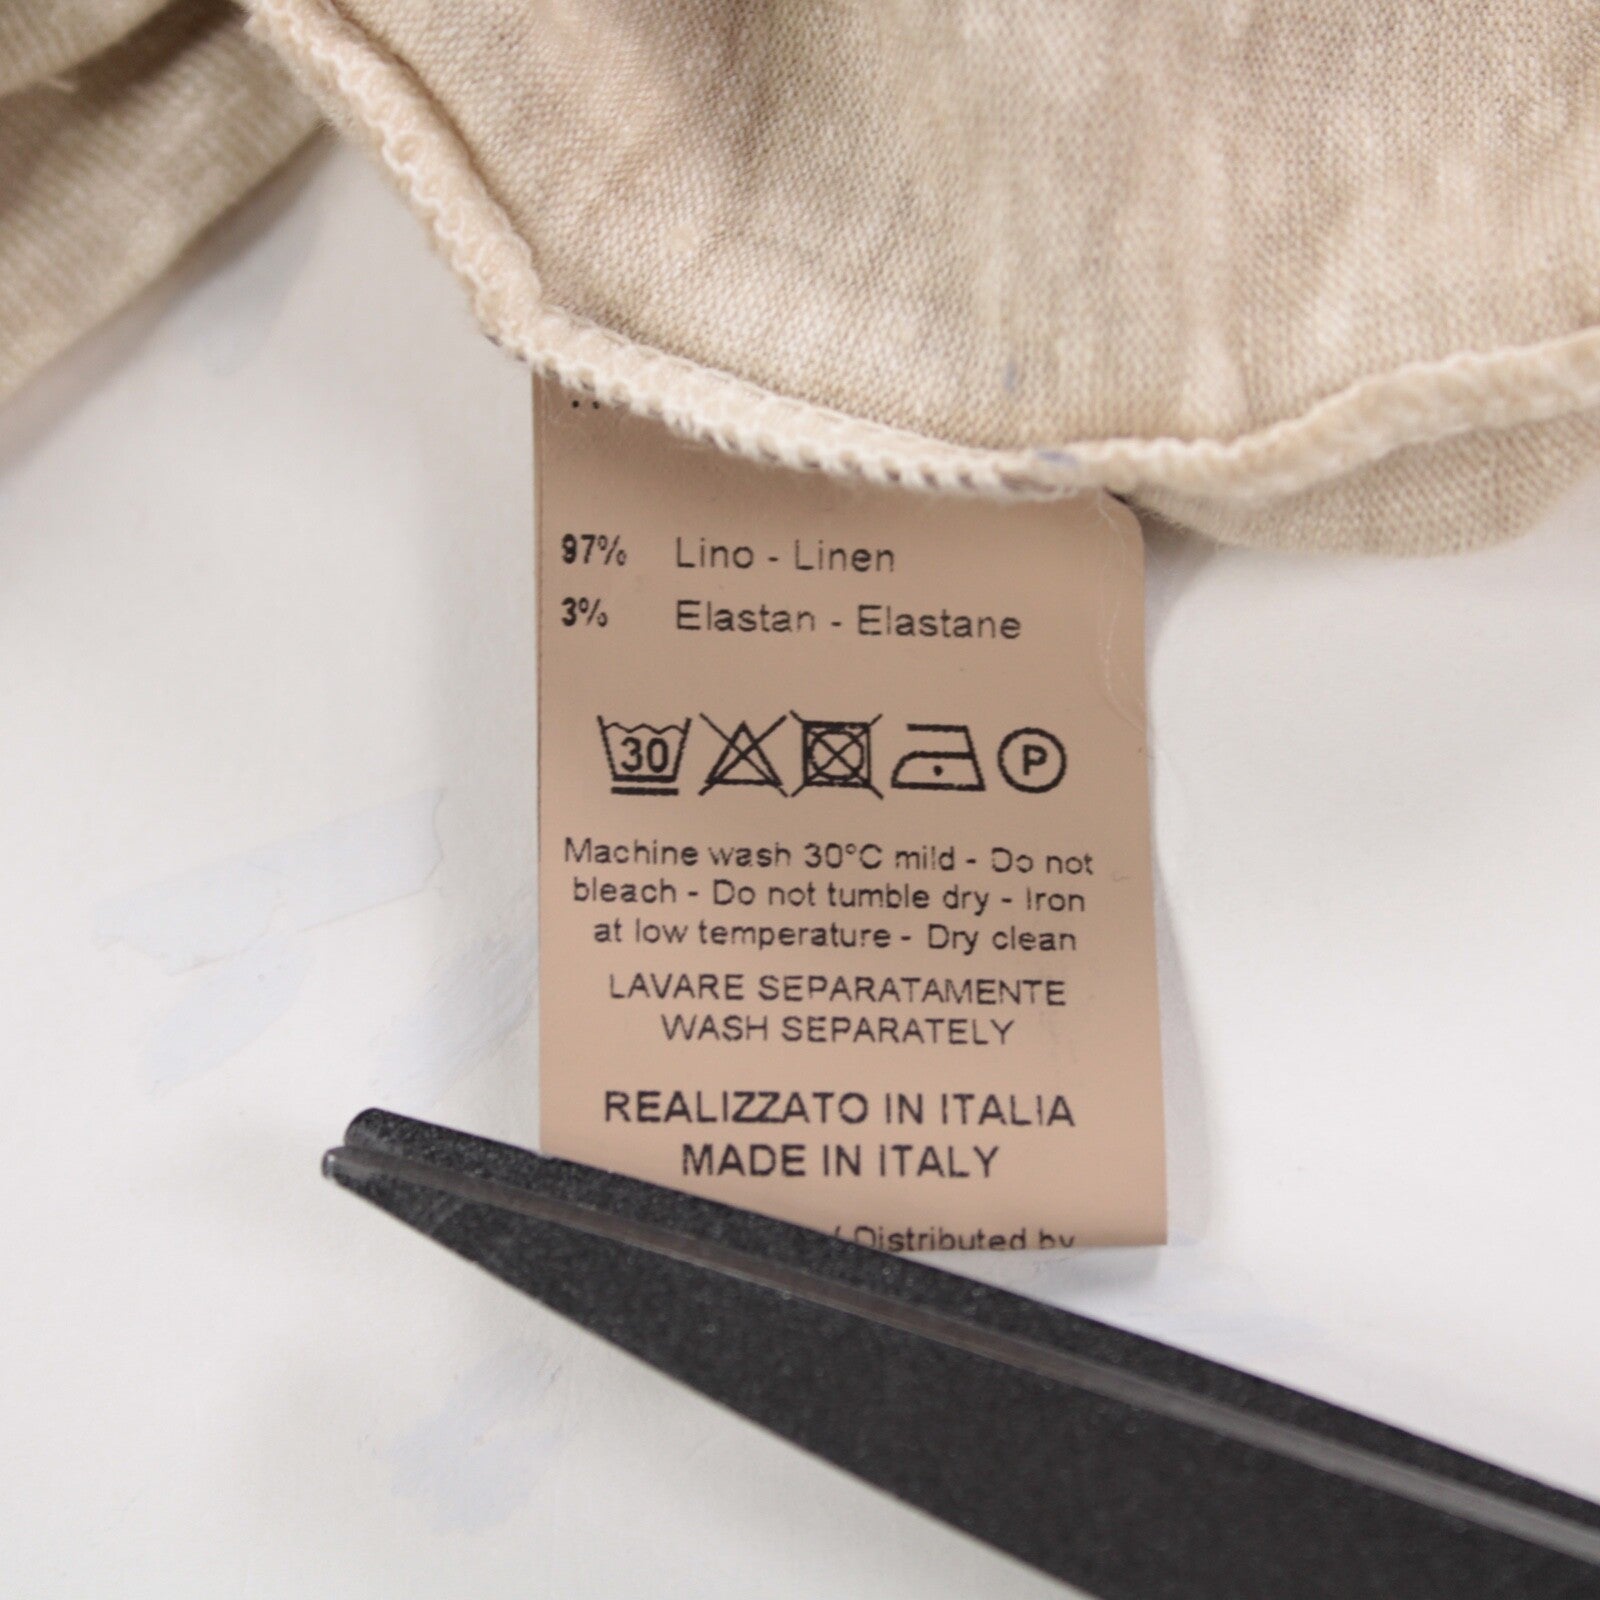 97% Lino - Linen
3% Elastan - Elastane
30 P
Machine wash 30°C mild - Do not
bleach - Do not tumble dry - Iron
at low temperature - Dry clean
LAVARE SEPARATAMENTE
WASH SEPARATELY
REALIZZATO IN ITALIA
MADE IN ITALY
/ Distributed by